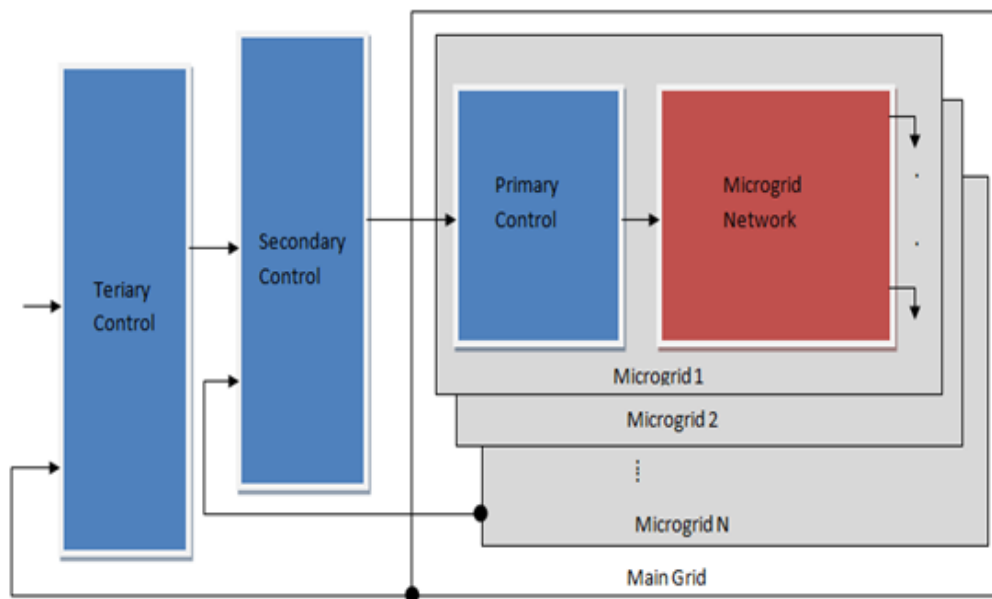 Teriary
Control
Secondary
Control
Primary
Control
Microgrid
Network
Microgrid 1
Microgrid 2
Microgrid N
Main Grid